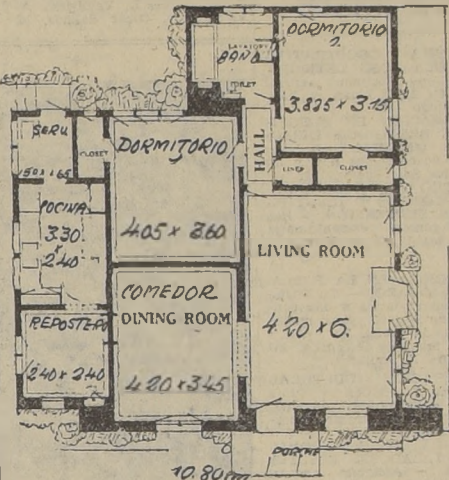 DORMITORIO
2
LAVATORY
BAÑO
TOILET
3.825 × 3.15
SERV
CLOSET
DORMITORIO
HALL
LINEN
CLOSET
COCINA
3.30
2.40
4.05 × 3.60
LIVING ROOM
COMEDOR
DINING ROOM
4.20 × 6.
REPOSTERO
2.40 × 2.40
4.20 × 3.45
PORCHE
10.80 m